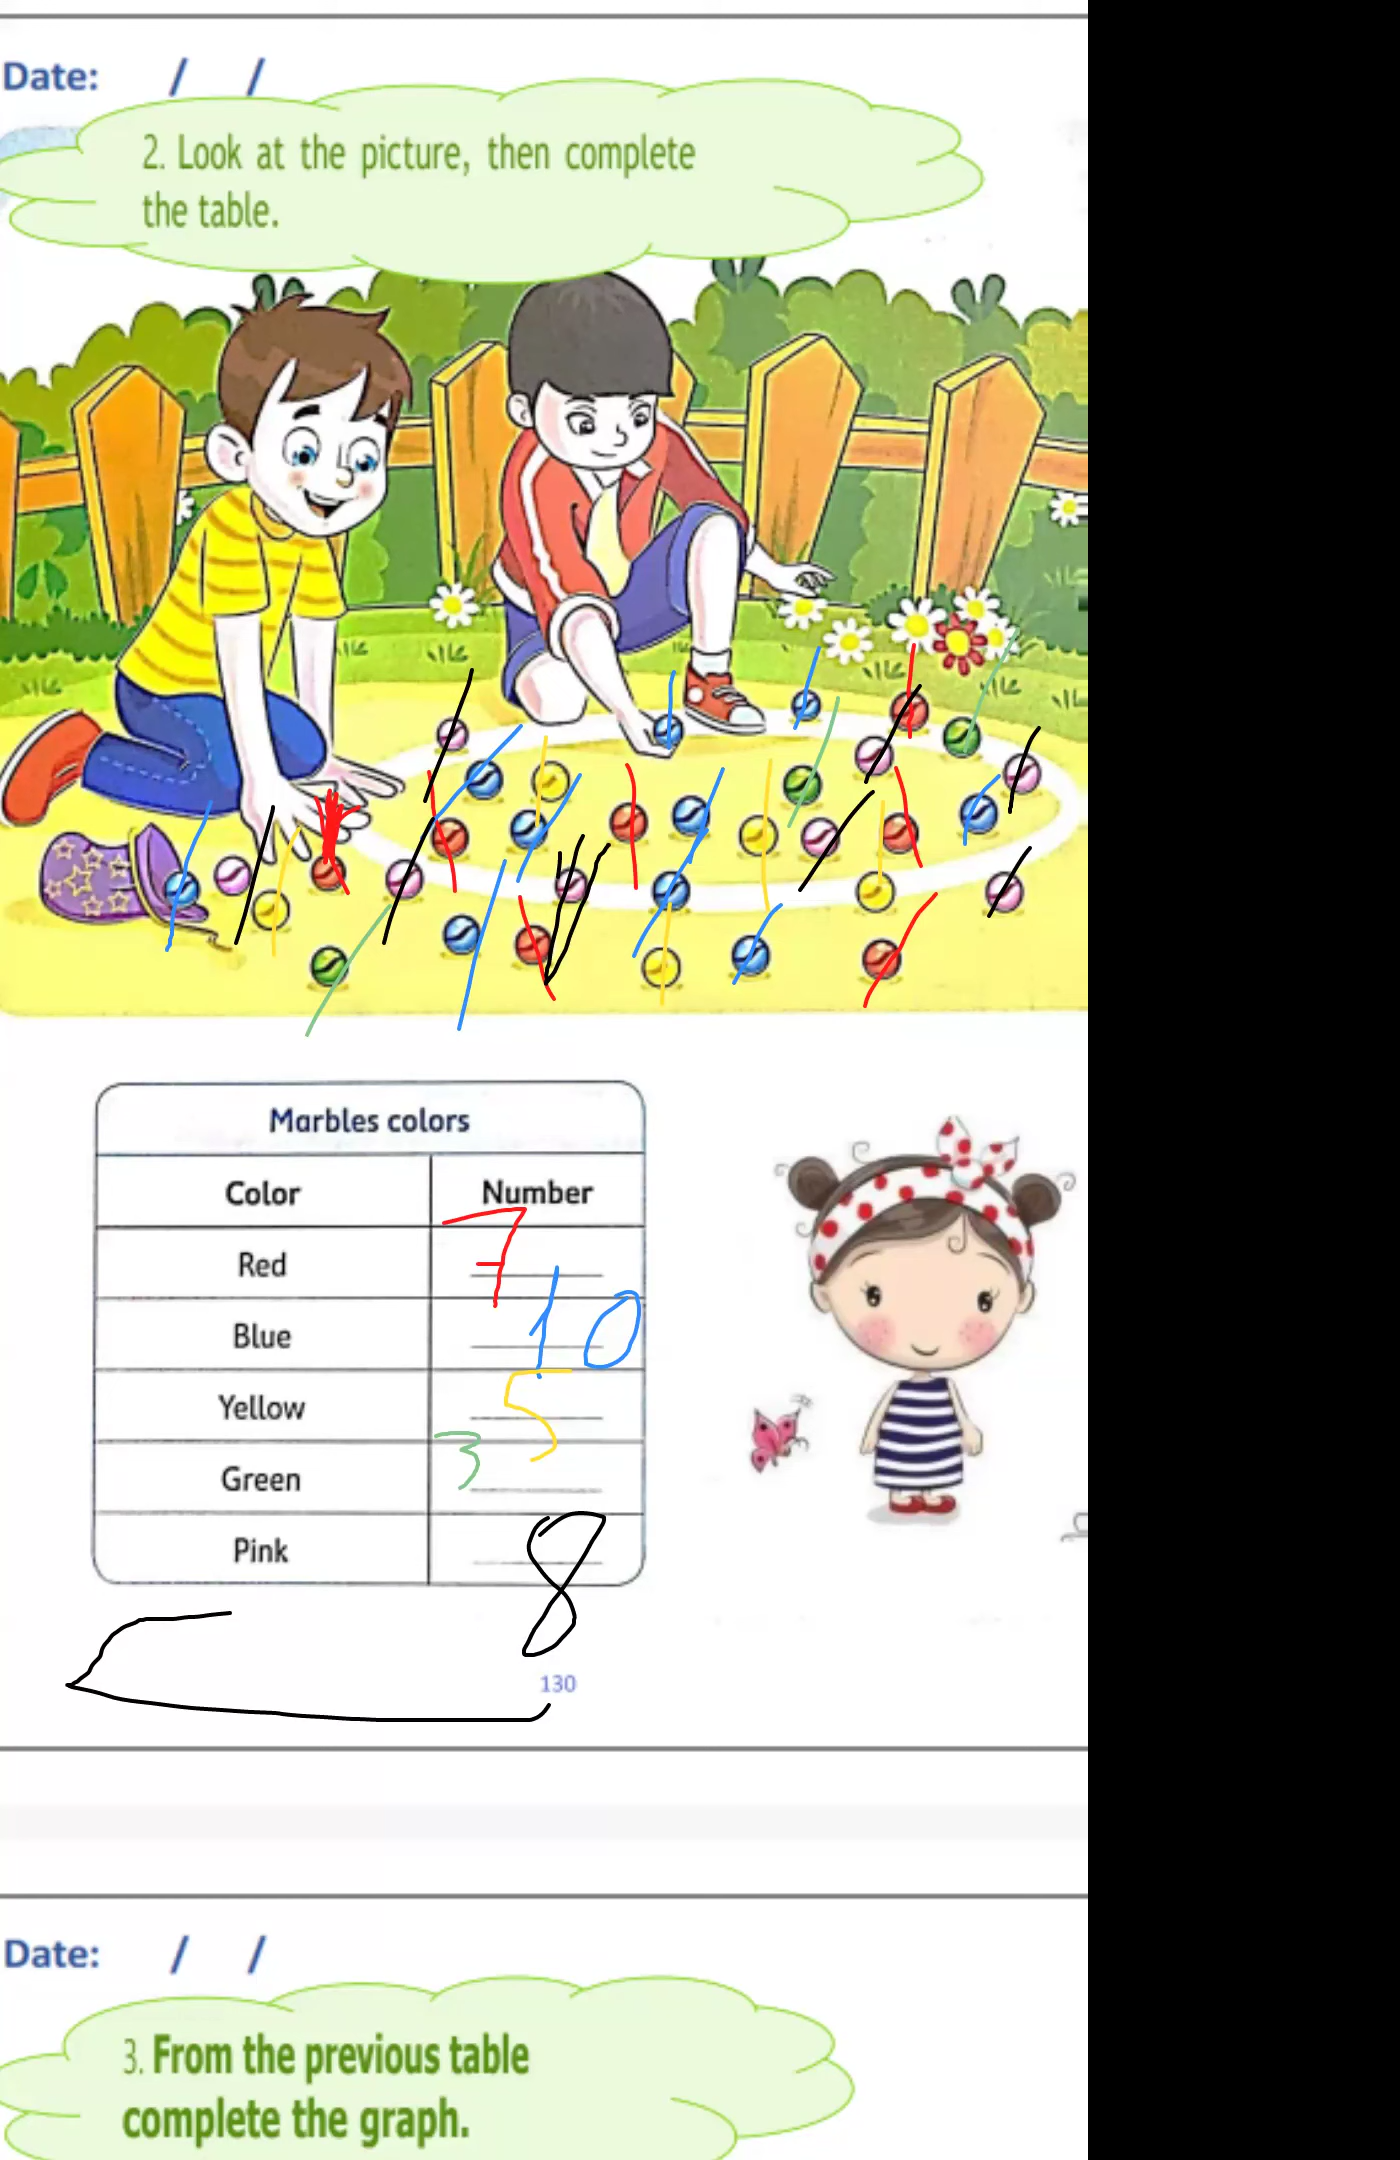 Date: / /
2. Look at the picture, then complete
the table.
Marbles colors
Color Number
Red 7
Blue 10
Yellow 5
Green 3
Pink 8
130
Date: / /
3. From the previous table
complete the graph.